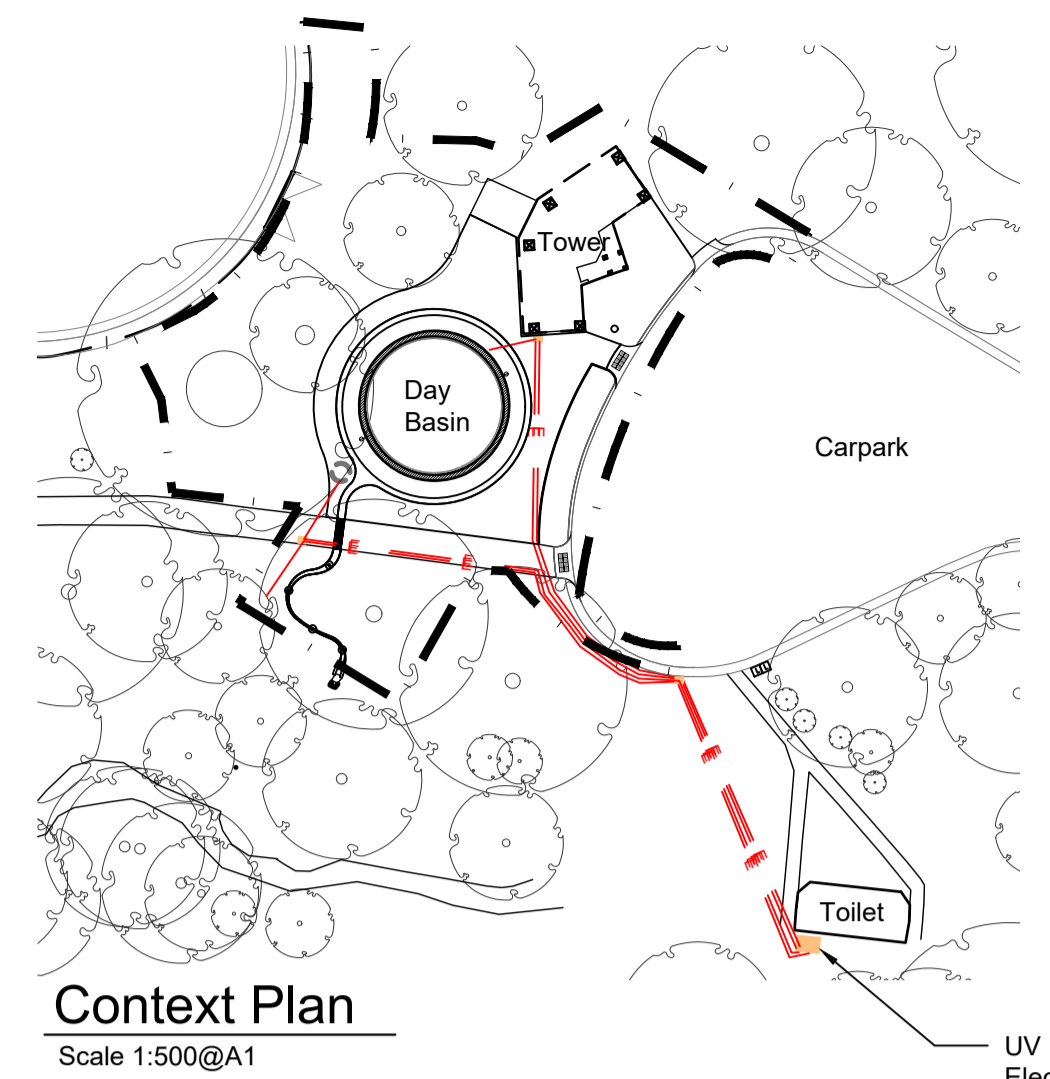 Tower
Day
Basin
Carpark
E
E
E
E
E
Toilet
Context Plan
Scale 1:500@A1
UV